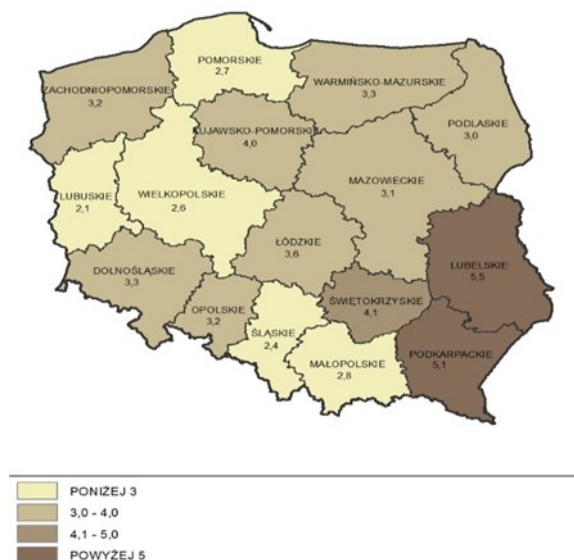 POMORSKIE
2,7
ZACHODNIOPOMORSKIE
3,2
WARMIŃSKO-MAZURSKIE
3,3
PODLASKIE
3,0
KUJAWSKO-POMORSKIE
4,0
MAZOWIECKIE
3,1
LUBUSKIE
2,1
WIELKOPOLSKIE
2,6
ŁÓDZKIE
3,6
LUBELSKIE
5,5
DOLNOŚLĄSKIE
3,3
OPOLSKIE
3,2
ŚWIĘTOKRZYSKIE
4,1
ŚLĄSKIE
2,4
MAŁOPOLSKIE
2,8
PODKARPACKIE
5,1
PONIŻEJ 3
3,0 - 4,0
4,1 - 5,0
POWYŻEJ 5